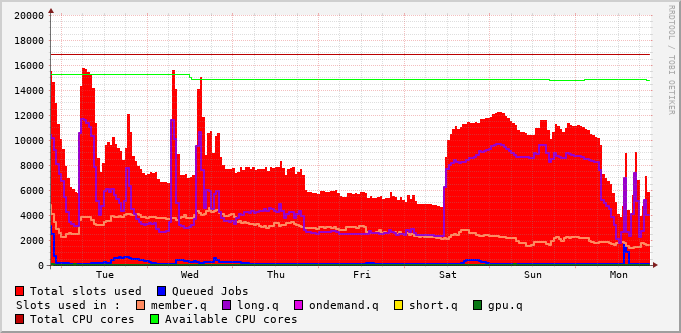 20000
18000
16000
14000
12000
10000
8000
6000
4000
2000
0
Tue Wed Thu Fri Sat Sun Mon
RRDTOOL / TOBI OETIKER
Total slots used Queued Jobs
Slots used in : member.q long.q ondemand.q short.q gpu.q
Total CPU cores Available CPU cores